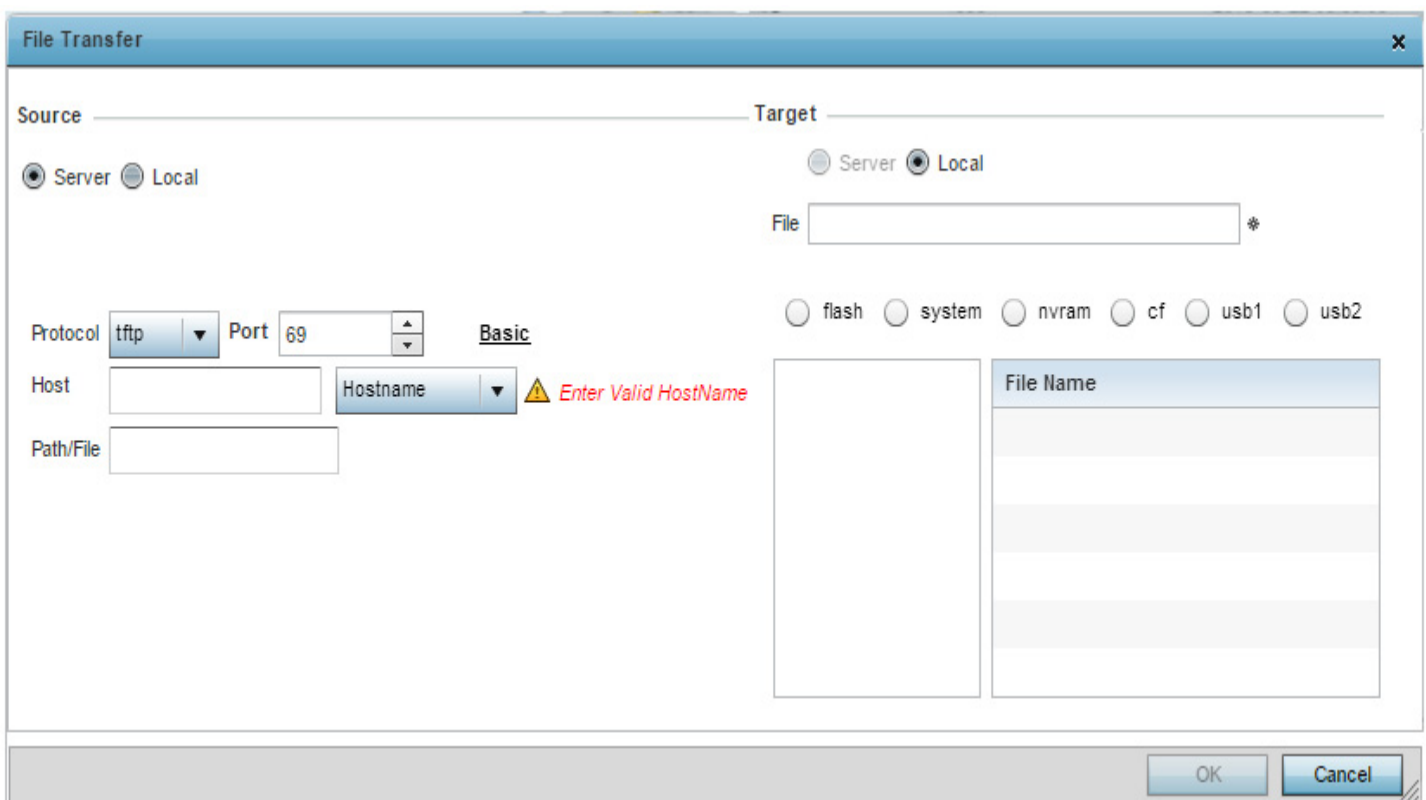 File Transfer
Source
Server Local
Protocol tftp Port 69 Basic
Host Hostname Enter Valid HostName
Path/File
Target
Server Local
File *
flash system nvram cf usb1 usb2
File Name
OK Cancel